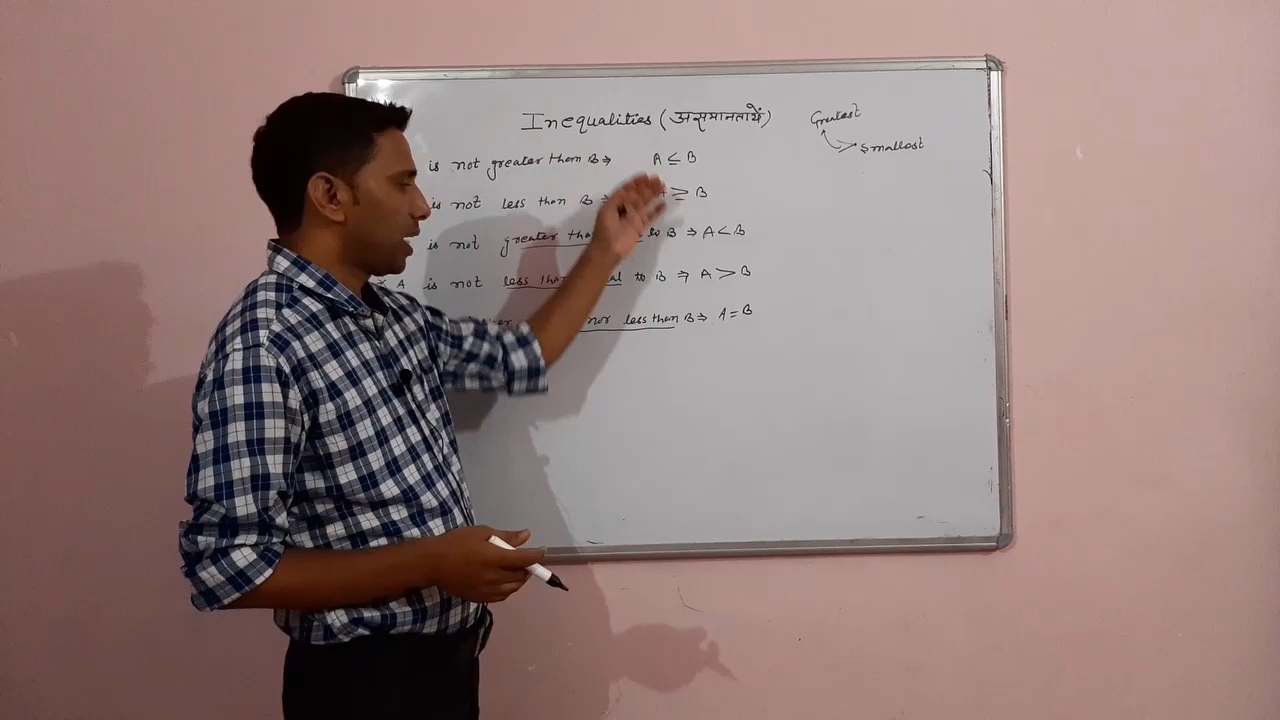 Inequalities (असमानतायें)
Greatest
Smallest
is not greater than B ⇒ A ≤ B
is not less than B ⇒ ≥ B
is not greater to B ⇒ A < B
A is not less than to B ⇒ A > B
nor less than B ⇒ A = B